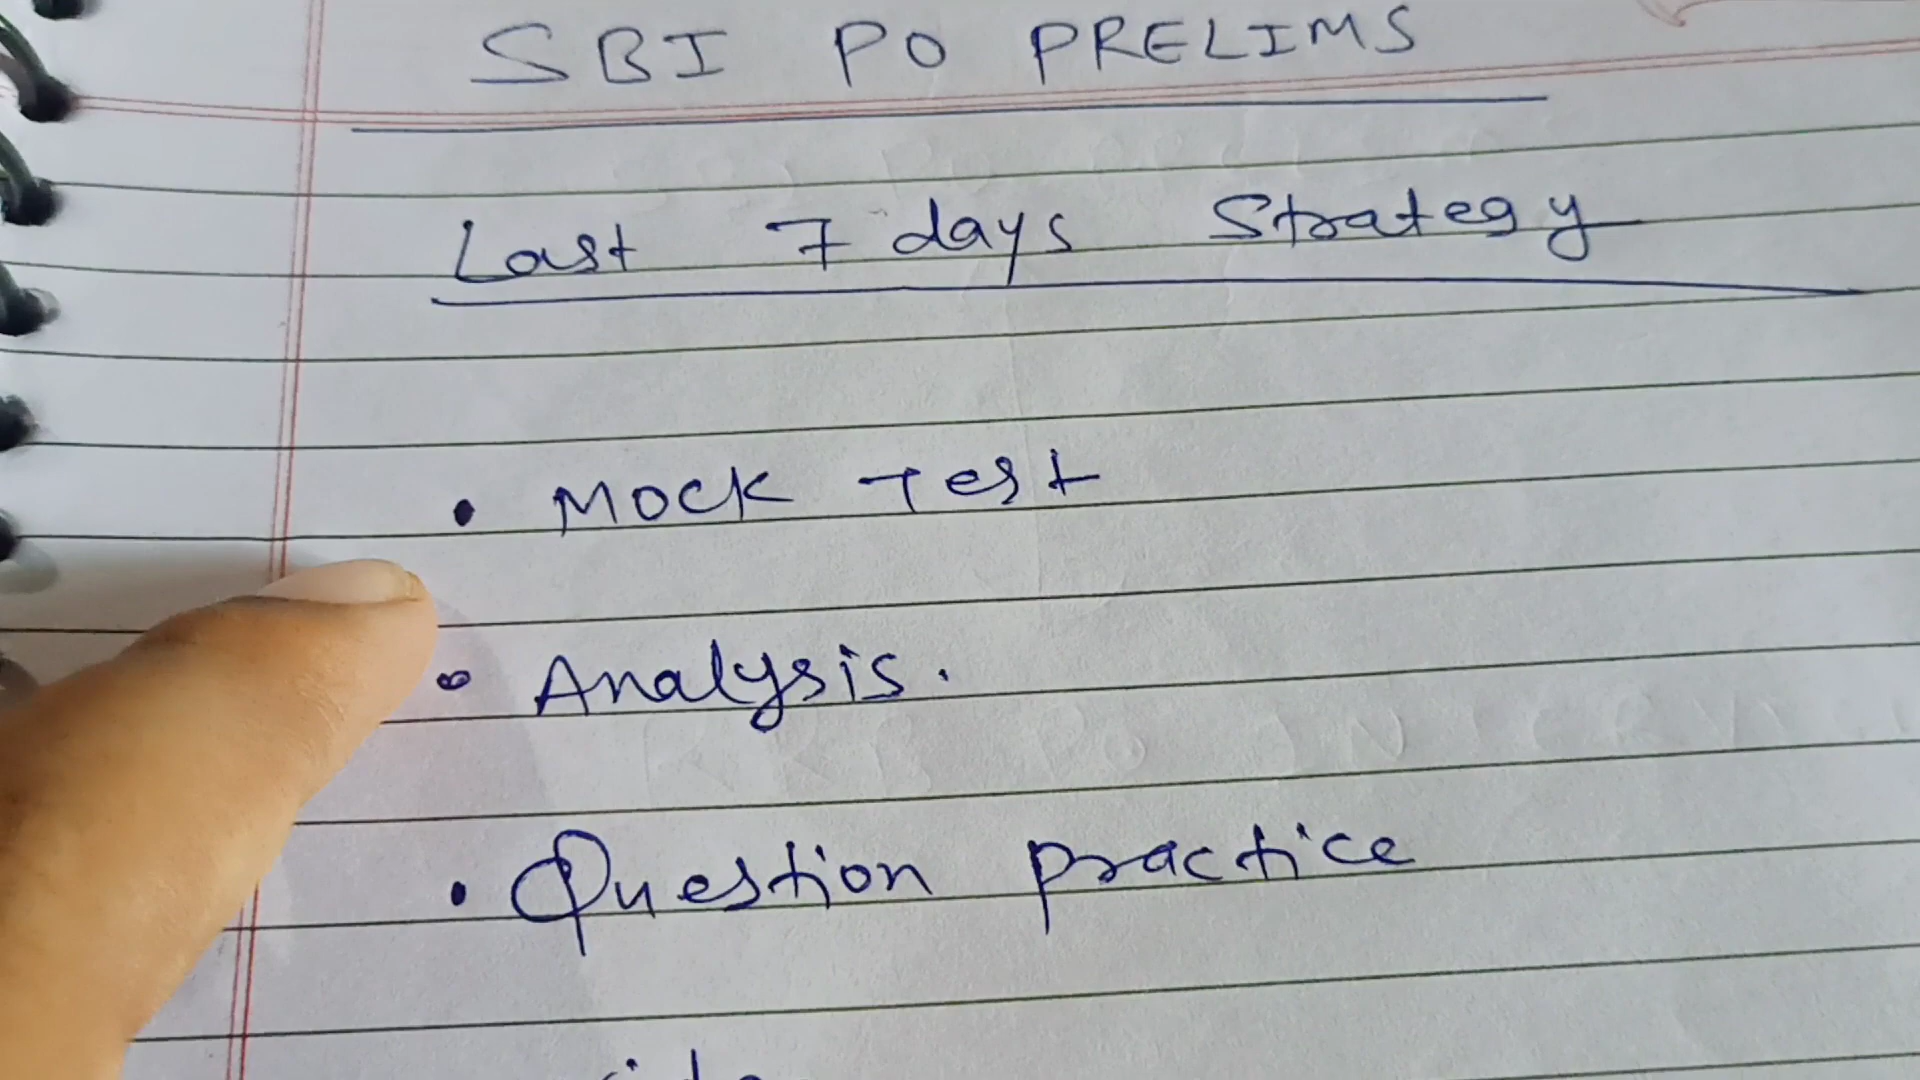 SBI PO PRELIMS
Last 7 days Strategy
• Mock Test
• Analysis.
• Question practice